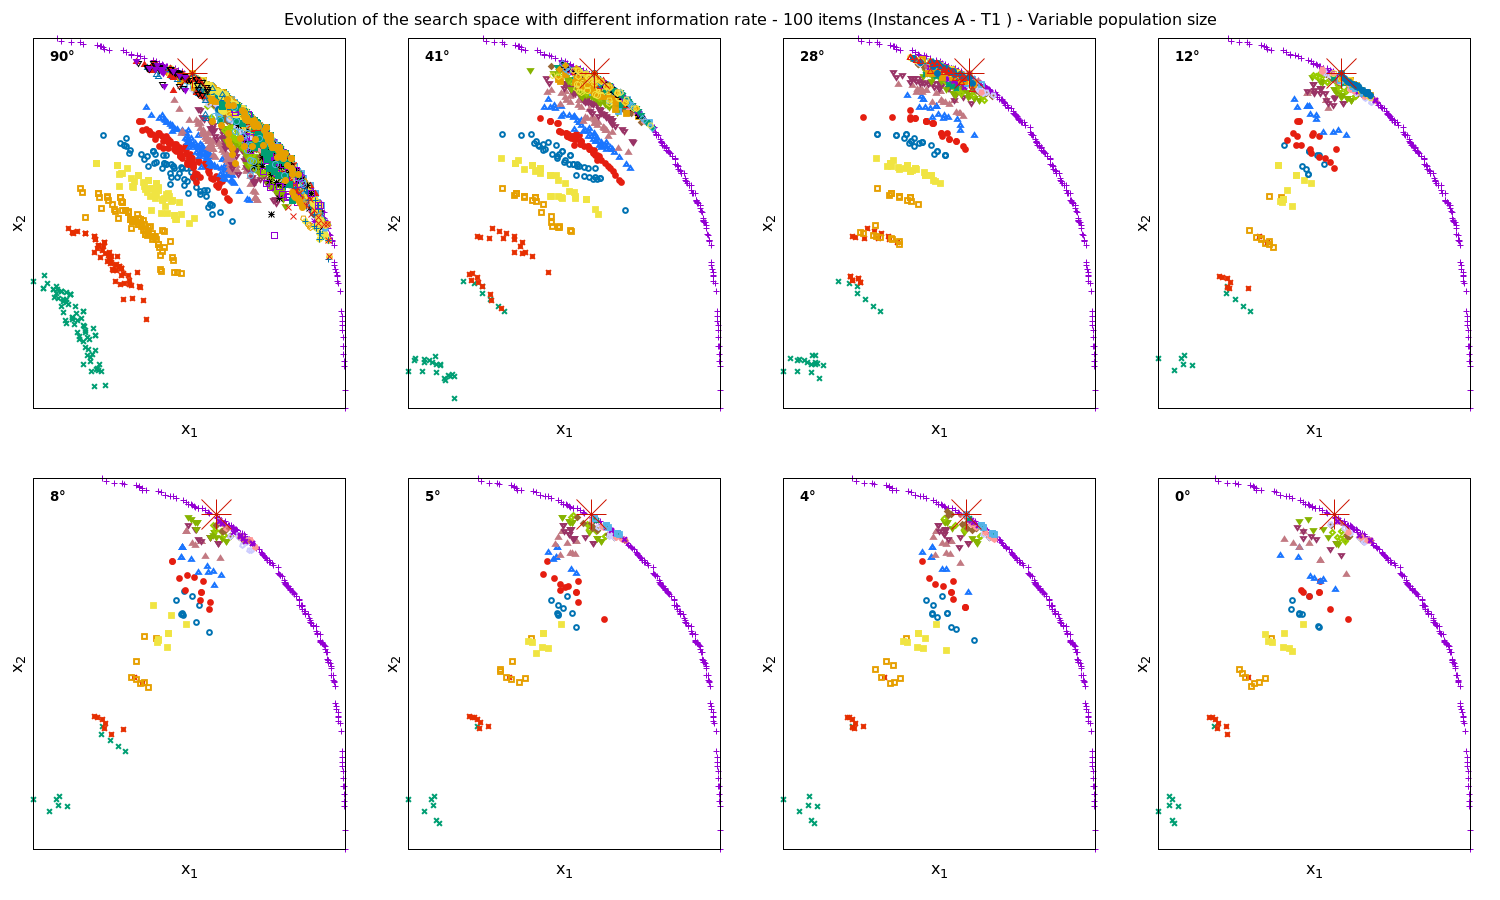 Evolution of the search space with different information rate - 100 items (Instances A - T1 ) - Variable population size
90°
41°
28°
12°
x2
x2
x2
x2
x1
x1
x1
x1
8°
5°
4°
0°
x2
x2
x2
x2
x1
x1
x1
x1